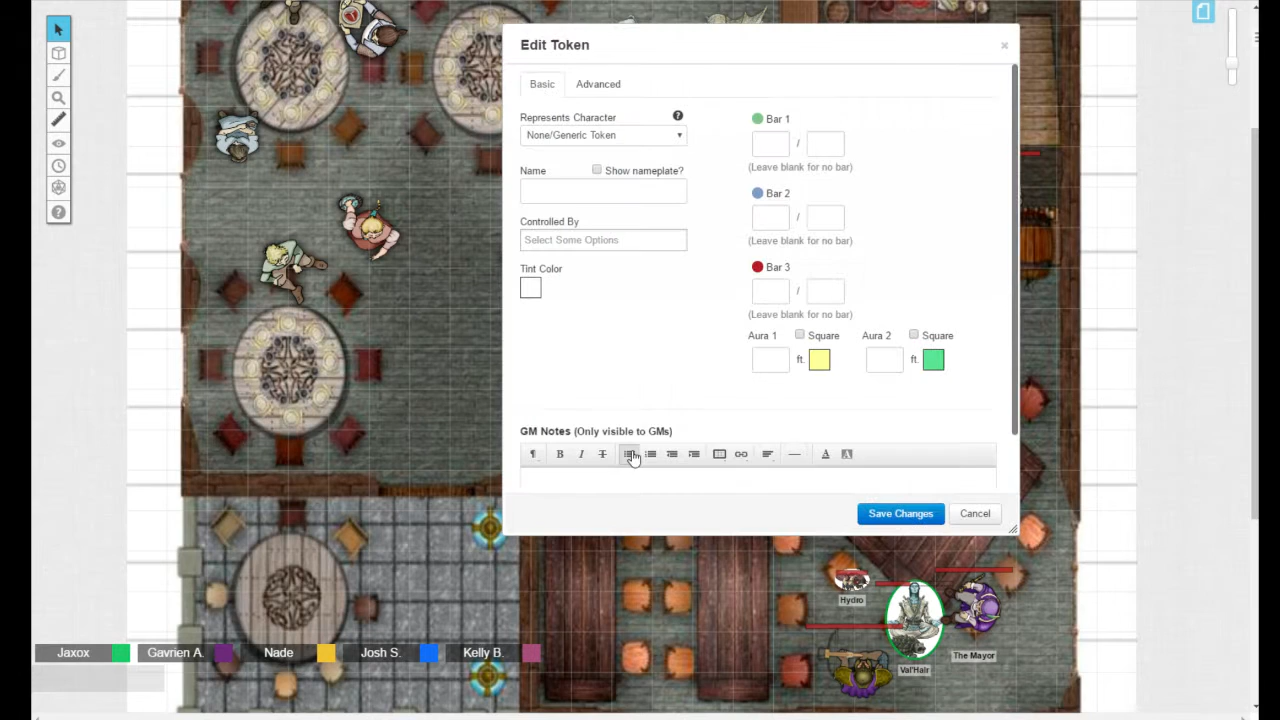 Edit Token
×
Basic
Advanced
Represents Character
None/Generic Token
Name
Show nameplate?
Controlled By
Select Some Options
Tint Color
Bar 1
/
(Leave blank for no bar)
Bar 2
/
(Leave blank for no bar)
Bar 3
/
(Leave blank for no bar)
Aura 1
Square
Aura 2
Square
ft.
ft.
GM Notes (Only visible to GMs)
Save Changes
Cancel
Hydro
Val'Hair
The Mayor
Jaxox
Gavrien A.
Nade
Josh S.
Kelly B.